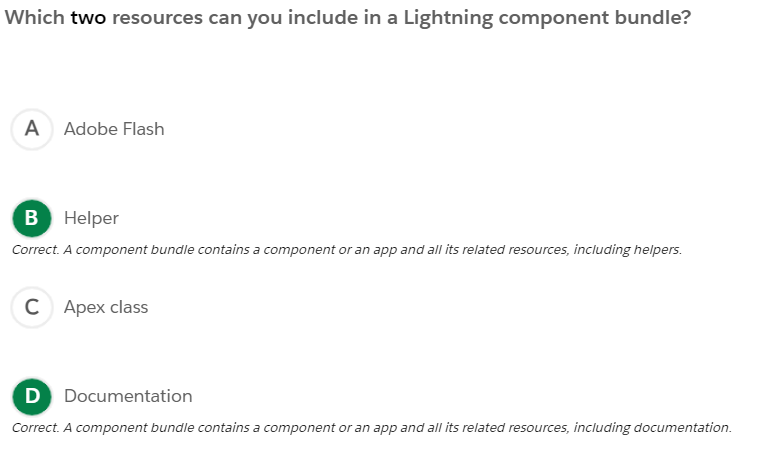 Which two resources can you include in a Lightning component bundle?
A Adobe Flash
B Helper
Correct. A component bundle contains a component or an app and all its related resources, including helpers.
C Apex class
D Documentation
Correct. A component bundle contains a component or an app and all its related resources, including documentation.